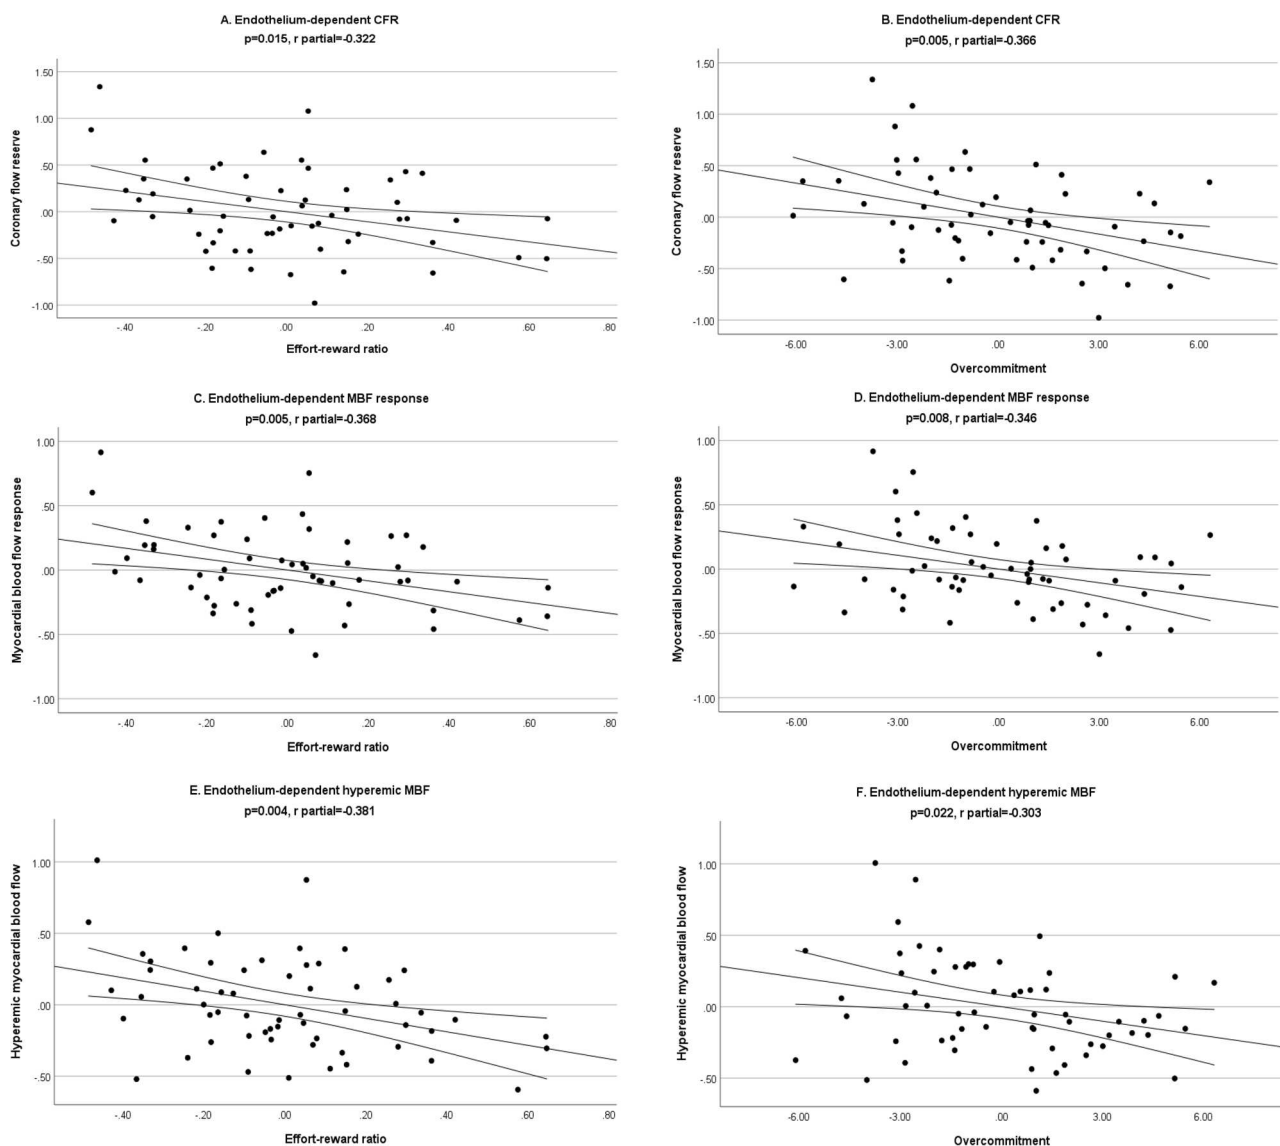 A. Endothelium-dependent CFR
p=0.015, r partial=-0.322
Coronary flow reserve
1.50
1.00
.50
.00
-.50
-1.00
-.40
-.20
.00
.20
.40
.60
.80
Effort-reward ratio
B. Endothelium-dependent CFR
p=0.005, r partial=-0.366
Coronary flow reserve
1.50
1.00
.50
.00
-.50
-1.00
-6.00
-3.00
.00
3.00
6.00
Overcommitment
C. Endothelium-dependent MBF response
p=0.005, r partial=-0.368
Myocardial blood flow response
1.00
.50
.00
-.50
-1.00
-.40
-.20
.00
.20
.40
.60
.80
Effort-reward ratio
D. Endothelium-dependent MBF response
p=0.008, r partial=-0.346
Myocardial blood flow response
1.00
.50
.00
-.50
-1.00
-6.00
-3.00
.00
3.00
6.00
Overcommitment
E. Endothelium-dependent hyperemic MBF
p=0.004, r partial=-0.381
Hyperemic myocardial blood flow
1.00
.50
.00
-.50
-.40
-.20
.00
.20
.40
.60
.80
Effort-reward ratio
F. Endothelium-dependent hyperemic MBF
p=0.022, r partial=-0.303
Hyperemic myocardial blood flow
1.00
.50
.00
-.50
-6.00
-3.00
.00
3.00
6.00
Overcommitment